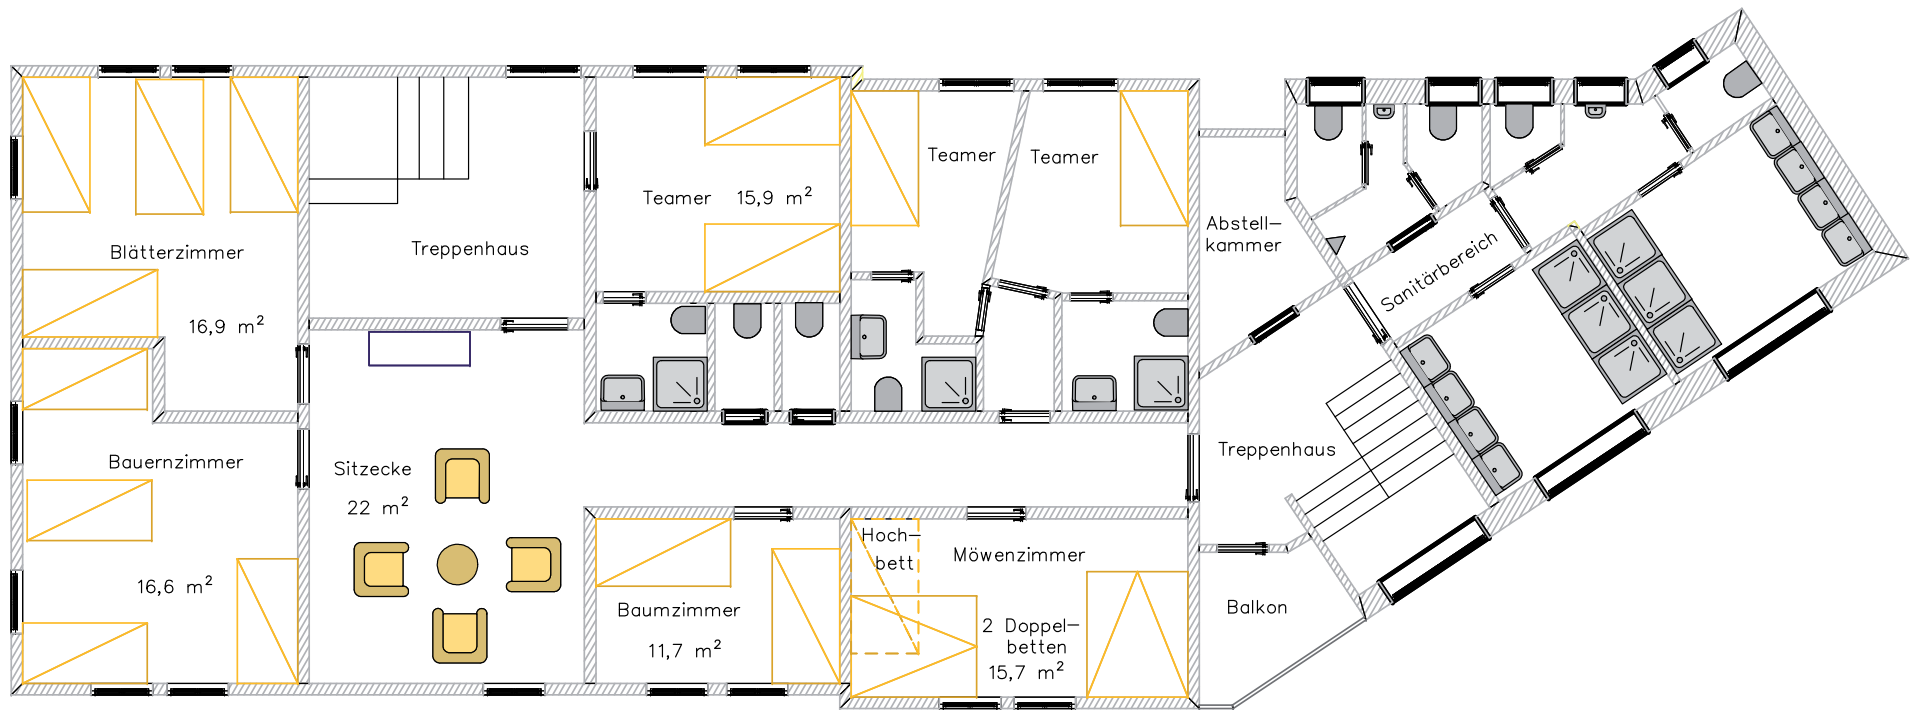 Blätterzimmer
16,9 m²
Treppenhaus
Teamer 15,9 m²
Teamer
Teamer
Abstell-
kammer
Sanitärbereich
Bauernzimmer
16,6 m²
Sitzecke
22 m²
Treppenhaus
Baumzimmer
11,7 m²
Hoch-
bett
Möwenzimmer
2 Doppel-
betten
15,7 m²
Balkon